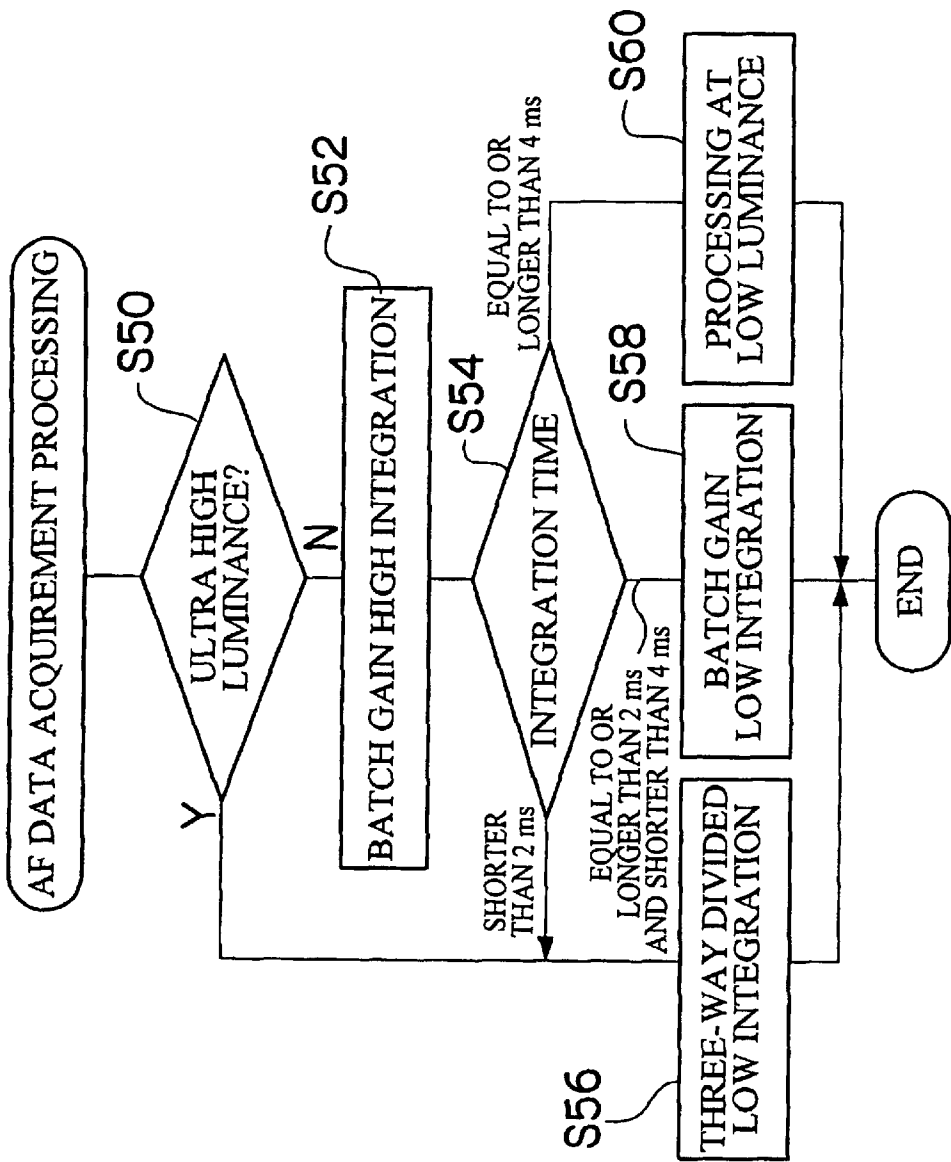 AF DATA ACQUIREMENT PROCESSING
S50
ULTRA HIGH
LUMINANCE?
Y
N
S52
BATCH GAIN HIGH INTEGRATION
S54
INTEGRATION TIME
SHORTER
THAN 2 ms
EQUAL TO OR
LONGER THAN 2 ms
AND SHORTER THAN 4 ms
EQUAL TO OR
LONGER THAN 4 ms
S56
THREE-WAY DIVIDED
LOW INTEGRATION
S58
BATCH GAIN
LOW INTEGRATION
S60
PROCESSING AT
LOW LUMINANCE
END